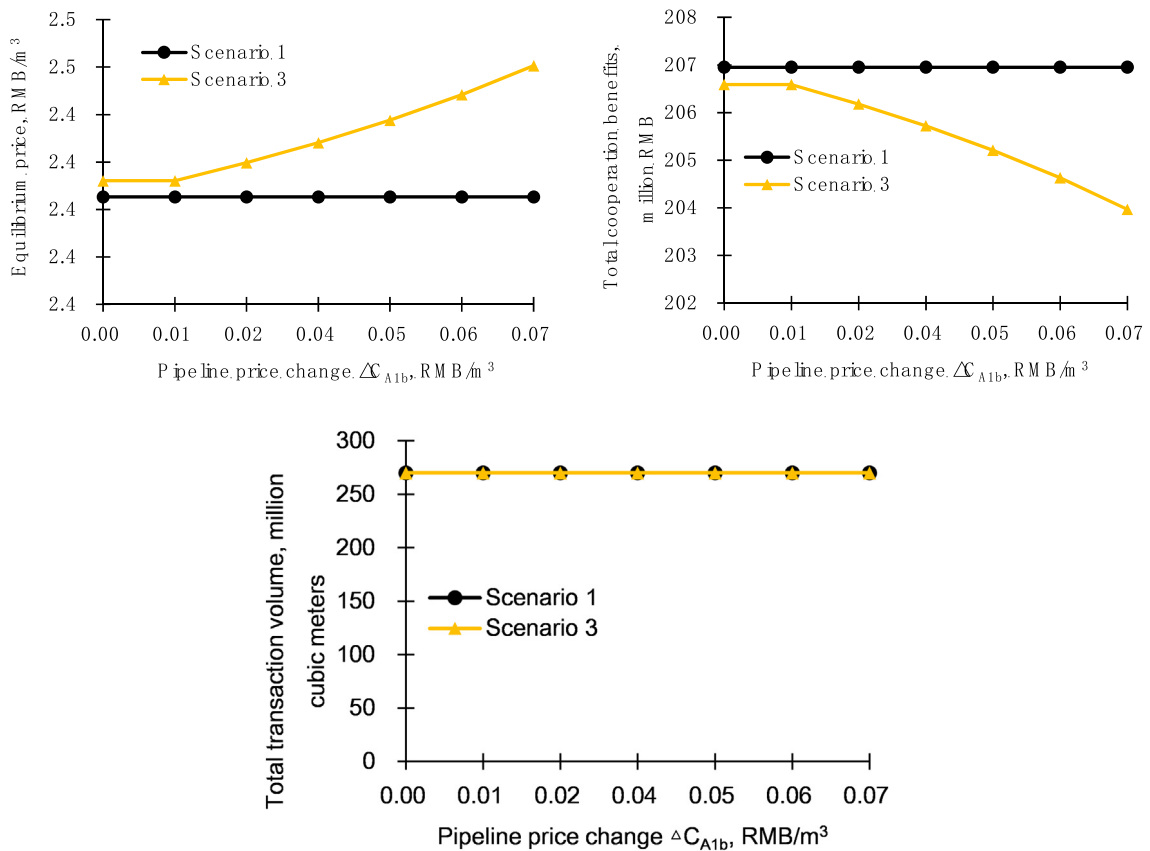 Equilibrium price, RMB/m³
2.5
2.5
2.4
2.4
2.4
2.4
2.4
Scenario 1
Scenario 3
0.00 0.01 0.02 0.04 0.05 0.06 0.07
Pipeline price change △C_A1b, RMB/m³
Total cooperation benefits,
million RMB
208
207
206
205
204
203
202
Scenario 1
Scenario 3
0.00 0.01 0.02 0.04 0.05 0.06 0.07
Pipeline price change △C_A1b, RMB/m³
Total transaction volume, million
cubic meters
300
250
200
150
100
50
0
Scenario 1
Scenario 3
0.00 0.01 0.02 0.04 0.05 0.06 0.07
Pipeline price change △C_A1b, RMB/m³